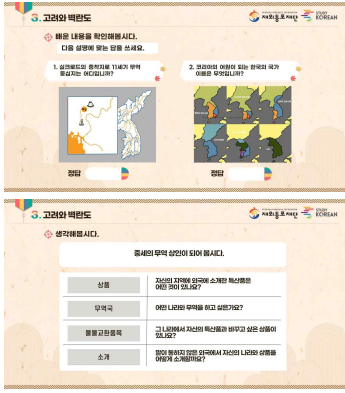 3. 고려와 벽란도
재외동포재단
STUDY KOREAN
배운 내용을 확인해봅시다.
다음 설명에 맞는 답을 쓰세요.
1. 실크로드의 종착지로 11세기 무역
중심지는 어디입니까?
2. 코리아의 어원이 되는 한국의 국가
이름은 무엇입니까?
정답
정답
3. 고려와 벽란도
재외동포재단
STUDY KOREAN
생각해봅시다.
중세의 무역 상인이 되어 봅시다.
상품
자신의 지역에 외국에 소개한 특산품은
어떤 것이 있나요?
무역국
어떤 나라와 무역을 하고 싶은가요?
물물교환품목
그 나라에서 자신의 특산품과 바꾸고 싶은 상품이
있나요?
소개
말이 통하지 않은 외국에서 자신의 나라와 상품을
어떻게 소개할까요?